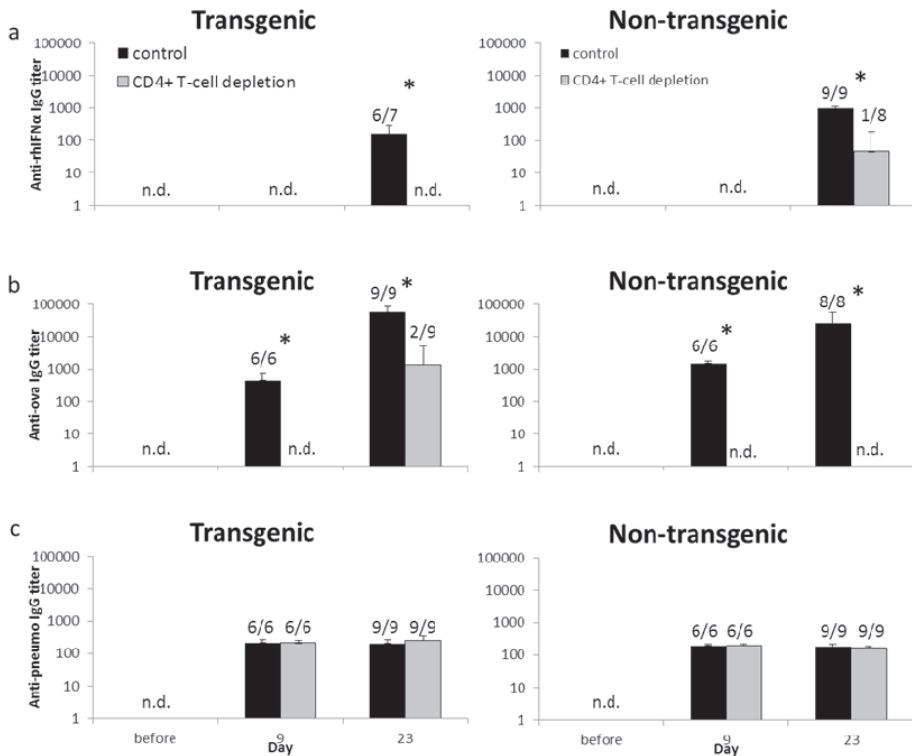 a
Transgenic
Non-transgenic
Anti-rhIFNα IgG titer
100000
10000
1000
100
10
1
control
CD4+ T-cell depletion
n.d.
n.d.
6/7
*
n.d.
100000
10000
1000
100
10
1
control
CD4+ T-cell depletion
n.d.
n.d.
9/9
*
1/8
b
Transgenic
Non-transgenic
Anti-ova IgG titer
100000
10000
1000
100
10
1
n.d.
6/6
*
n.d.
9/9
*
2/9
100000
10000
1000
100
10
1
n.d.
6/6
*
n.d.
8/8
*
n.d.
c
Transgenic
Non-transgenic
Anti-pneumo IgG titer
100000
10000
1000
100
10
1
n.d.
6/6 6/6
9/9 9/9
before 9 23
Day
100000
10000
1000
100
10
1
n.d.
6/6 6/6
9/9 9/9
before 9 23
Day